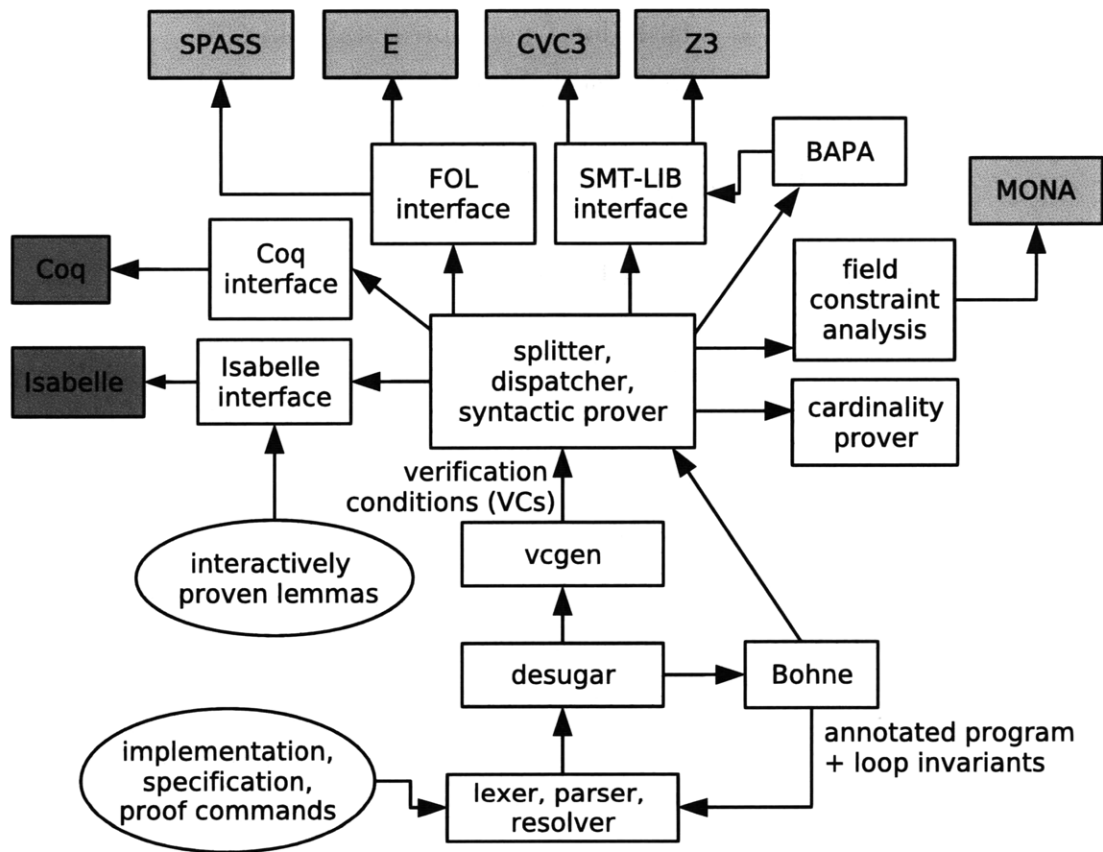 SPASS
E
CVC3
Z3
FOL
interface
SMT-LIB
interface
BAPA
MONA
Coq
Coq
interface
field
constraint
analysis
Isabelle
Isabelle
interface
splitter,
dispatcher,
syntactic prover
cardinality
prover
verification
conditions (VCs)
interactively
proven lemmas
vcgen
desugar
Bohne
implementation,
specification,
proof commands
lexer, parser,
resolver
annotated program
+ loop invariants